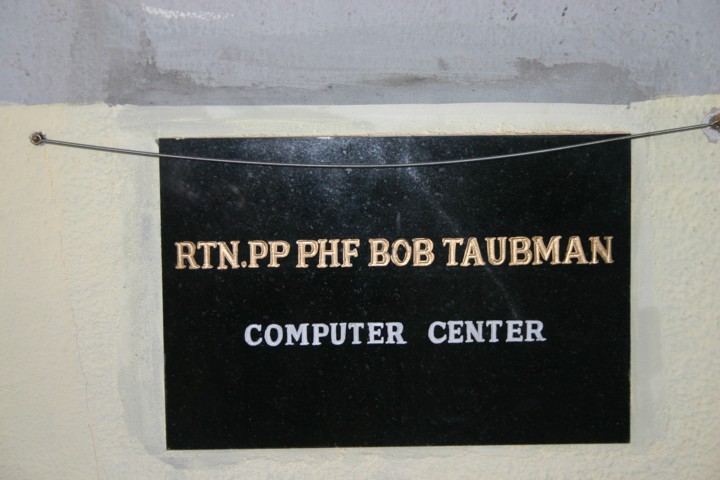 RTN.PP PHF BOB TAUBMAN
COMPUTER CENTER